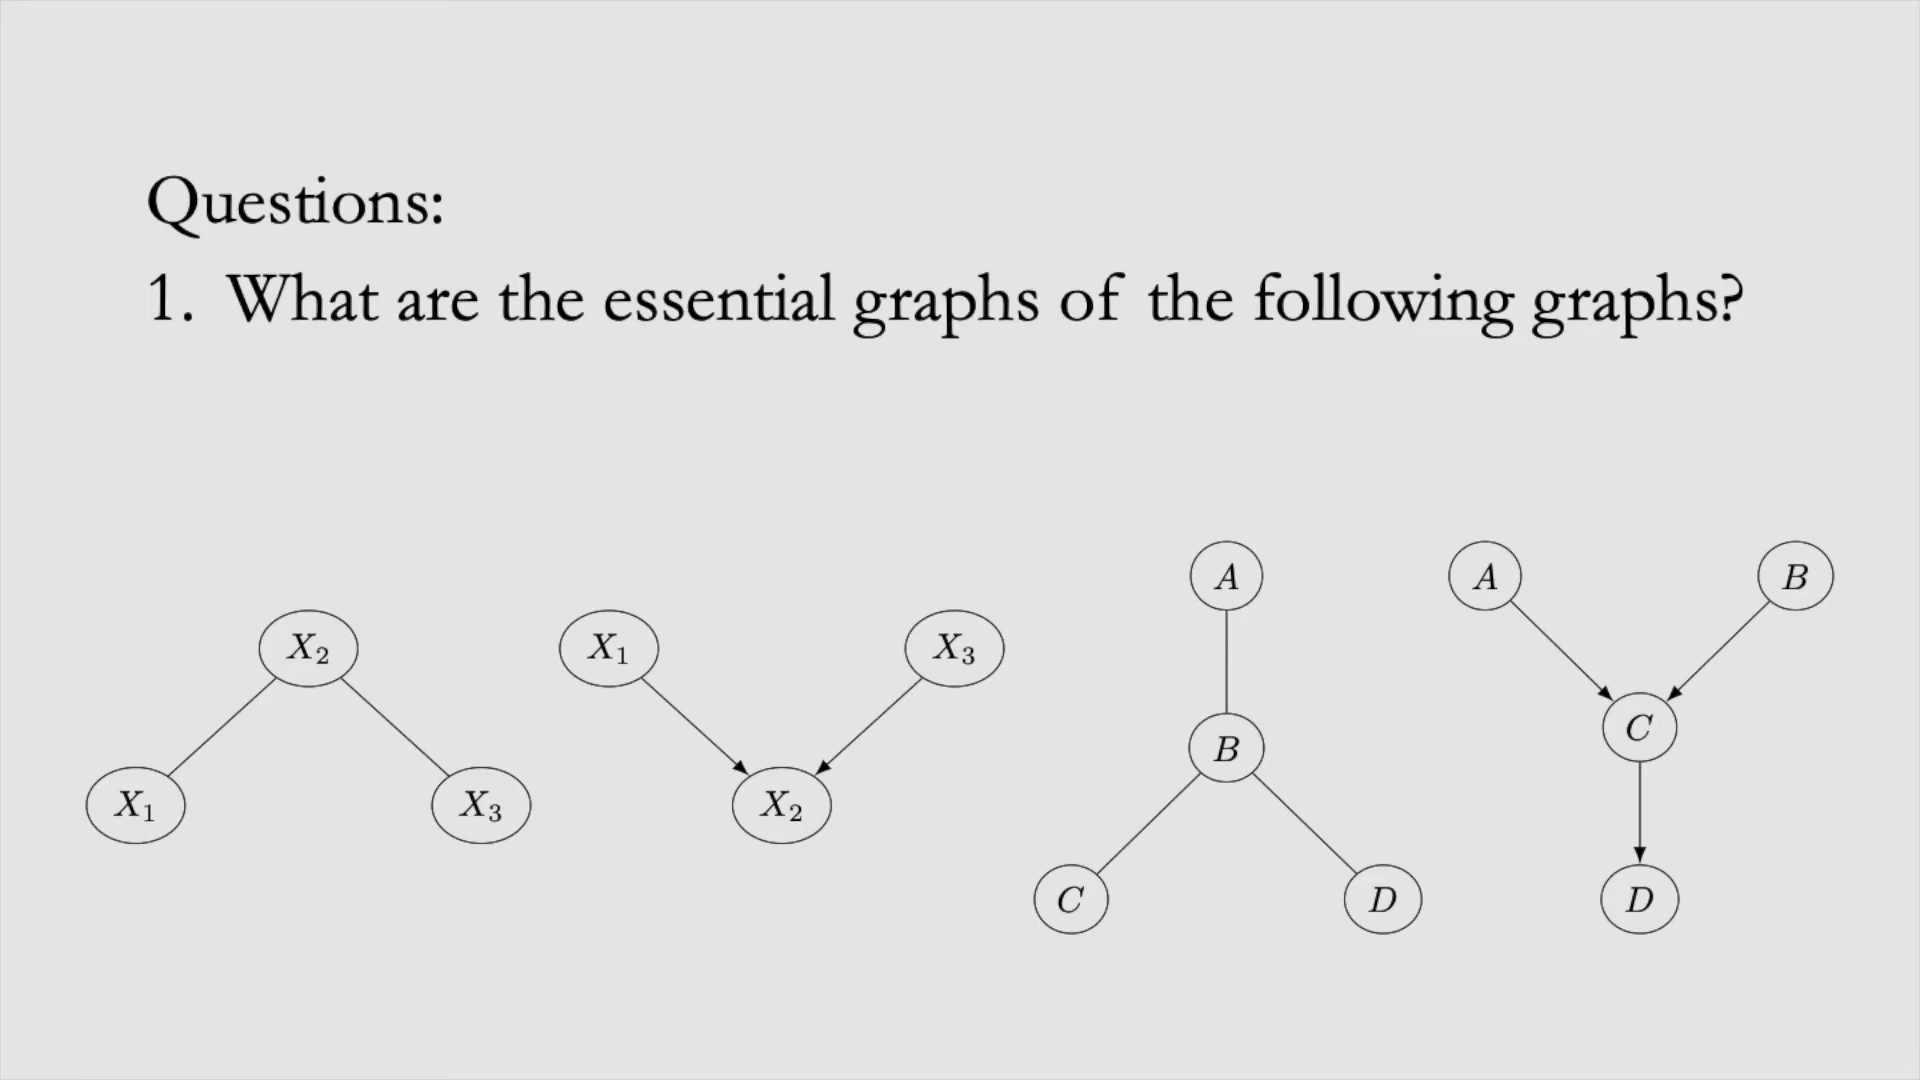 Questions:
1. What are the essential graphs of the following graphs?
A
A
B
X₂
X₁
X₃
C
B
X₁
X₃
X₂
C
D
D